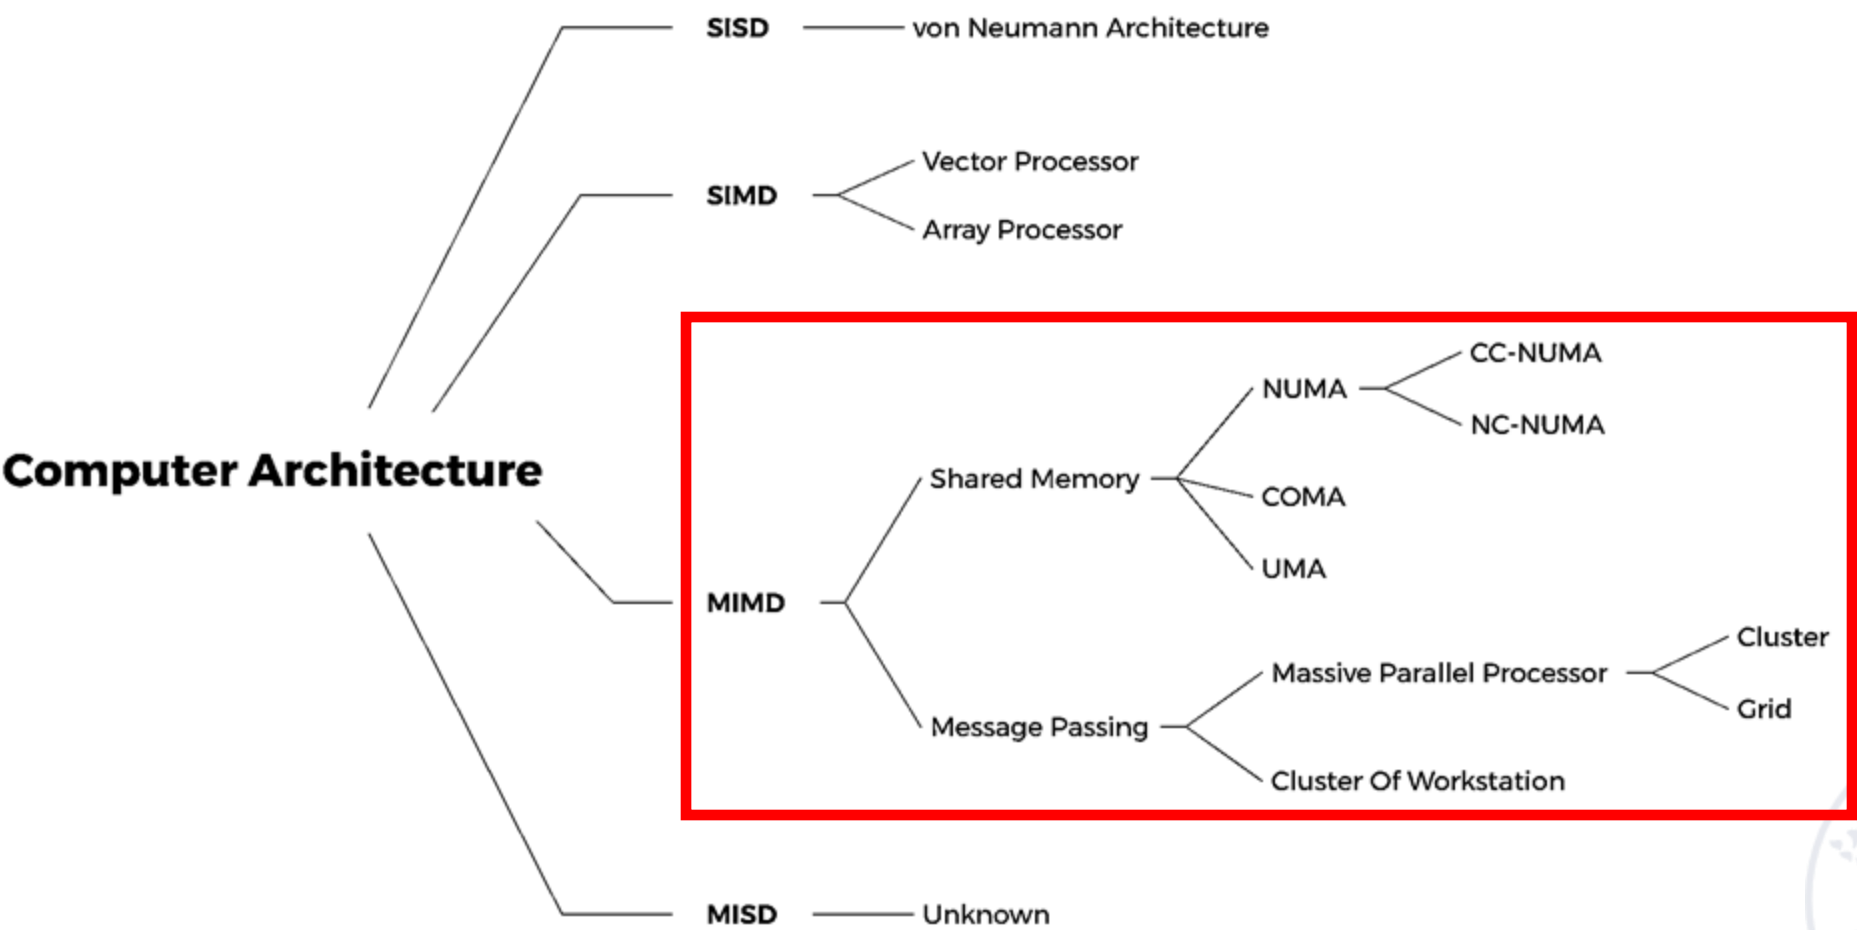 SISD
von Neumann Architecture
SIMD
Vector Processor
Array Processor
Computer Architecture
MIMD
Shared Memory
NUMA
CC-NUMA
NC-NUMA
COMA
UMA
Message Passing
Massive Parallel Processor
Cluster
Grid
Cluster Of Workstation
MISD
Unknown